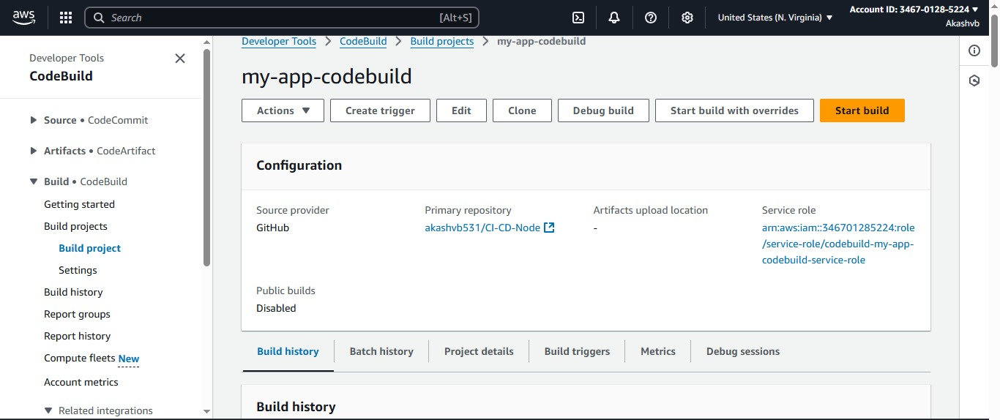 aws
Search [Alt+S]
United States (N. Virginia)
Account ID: 3467-0128-5224
Akashvb
Developer Tools
CodeBuild
Source • CodeCommit
Artifacts • CodeArtifact
Build • CodeBuild
Getting started
Build projects
Build project
Settings
Build history
Report groups
Report history
Compute fleets New
Account metrics
Related integrations
Developer Tools > CodeBuild > Build projects > my-app-codebuild
my-app-codebuild
Actions Create trigger Edit Clone Debug build Start build with overrides Start build
Configuration
Source provider
GitHub
Primary repository
akashvb531/CI-CD-Node
Artifacts upload location
-
Service role
arn:aws:iam::346701285224:role
/service-role/codebuild-my-app-
codebuild-service-role
Public builds
Disabled
Build history Batch history Project details Build triggers Metrics Debug sessions
Build history